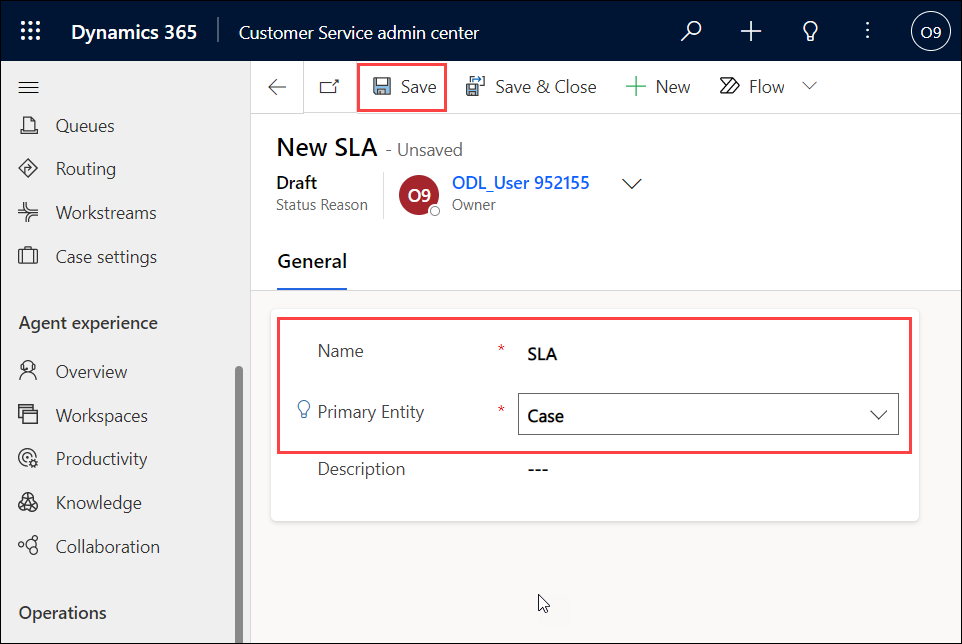 Dynamics 365 Customer Service admin center O9
Save Save & Close New Flow
Queues
Routing
Workstreams
Case settings
Agent experience
Overview
Workspaces
Productivity
Knowledge
Collaboration
Operations
New SLA - Unsaved
Draft
Status Reason
O9 ODL_User 952155
Owner
General
Name * SLA
Primary Entity * Case
Description ---